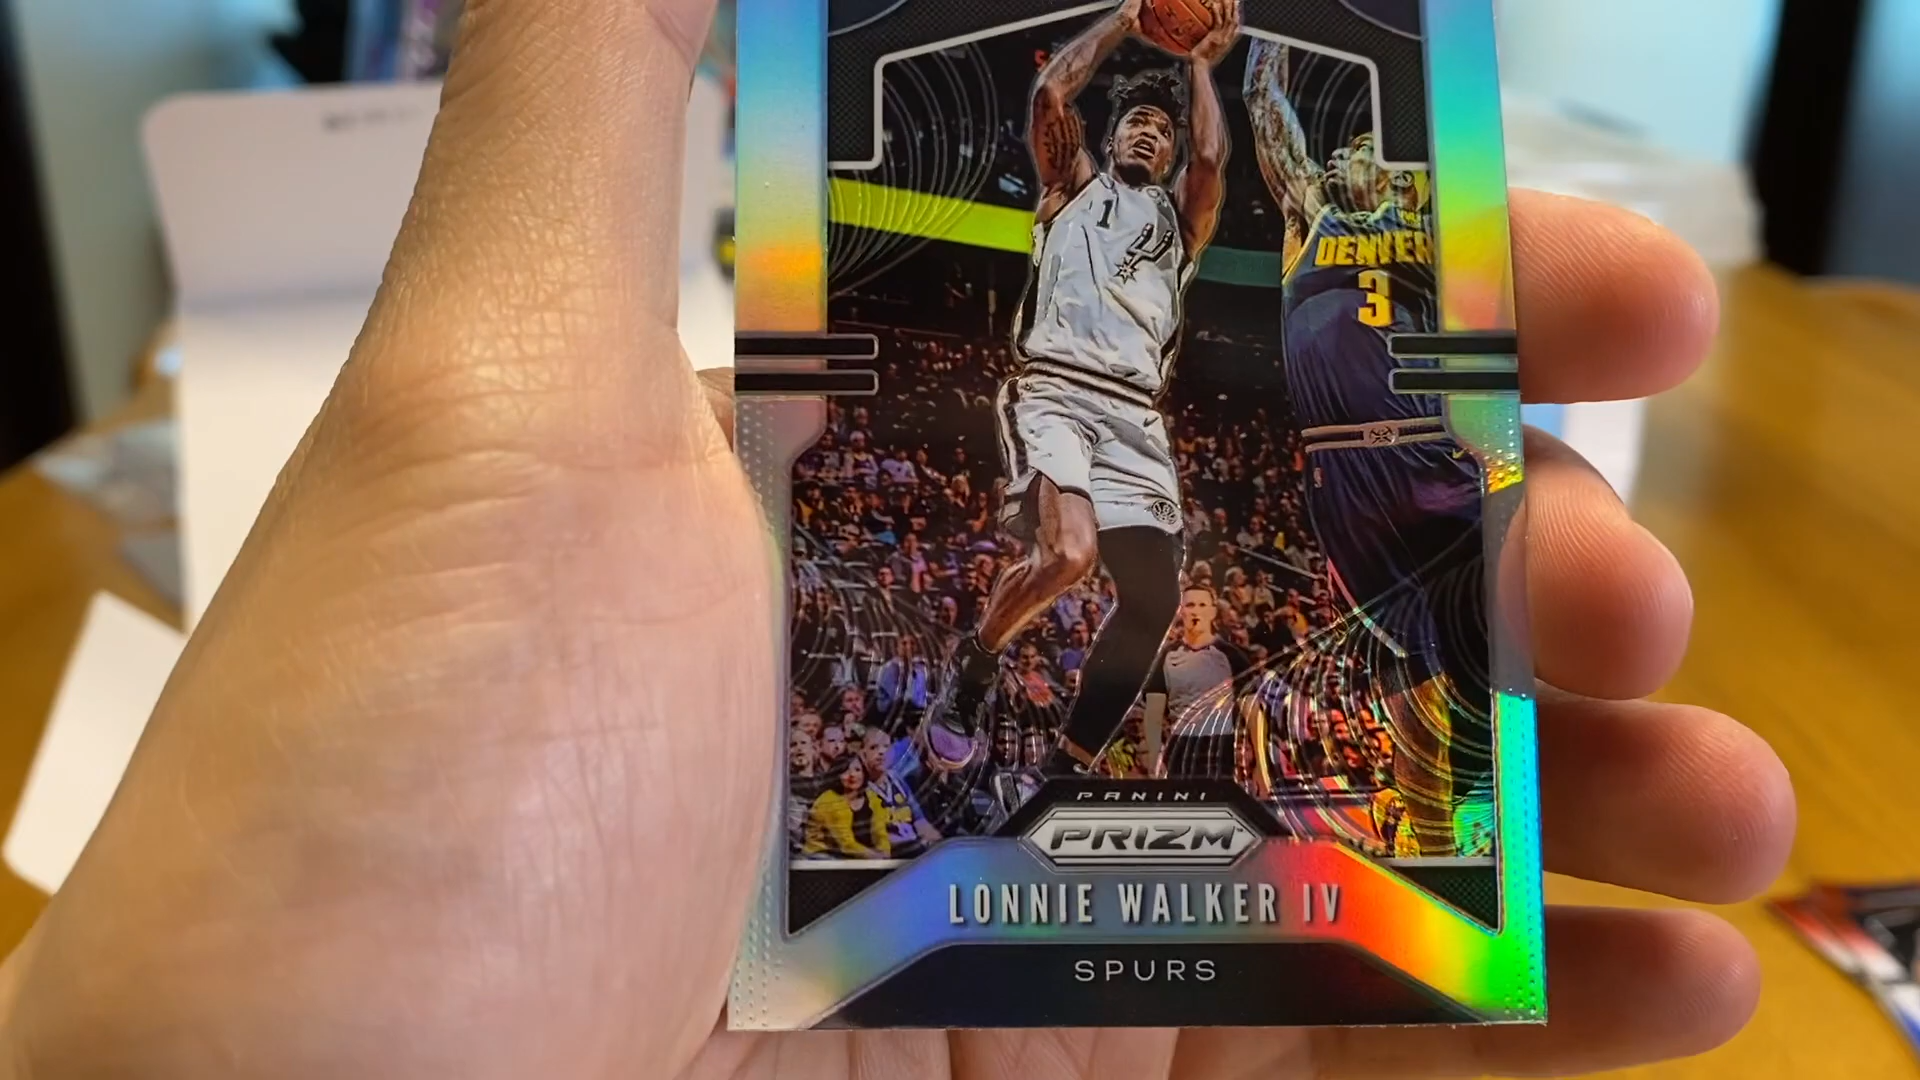 1
DENVER
3
PANINI
PRIZM
LONNIE WALKER IV
SPURS